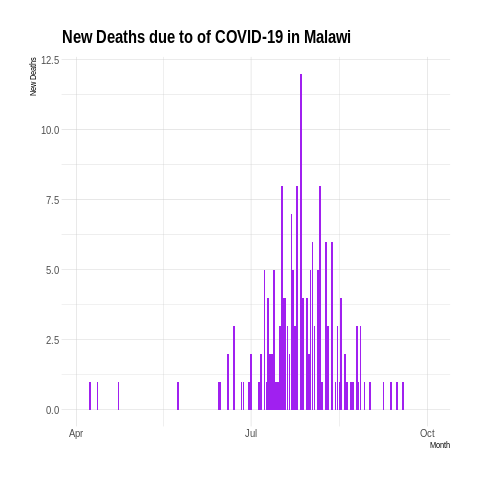 New Deaths due to of COVID-19 in Malawi
New Deaths
12.5
10.0
7.5
5.0
2.5
0.0
Apr
Jul
Oct
Month